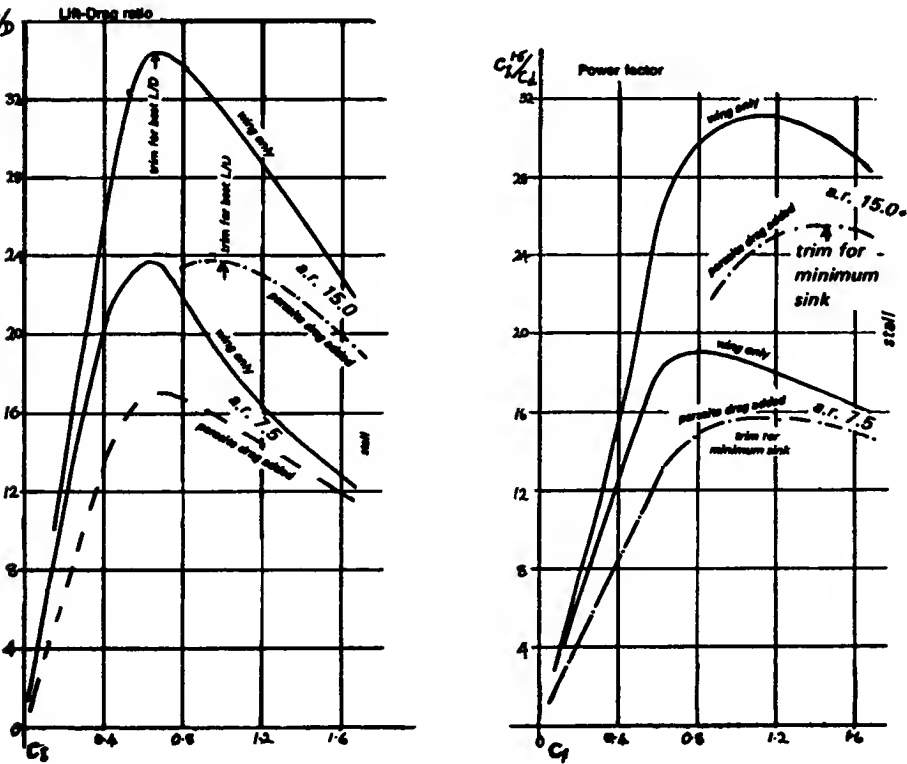 /D
Lift-Drag ratio
32
28
24
20
16
12
8
4
0
trim for best L/D
wing only
trim for best L/D
a.r. 15.0
parasite drag added
wing only
a.r. 7.5
parasite drag added
stall
0.4
0.8
1.2
1.6
Power factor
32
28
24
20
16
12
8
4
0
wing only
a.r. 15.0
parasite drag added
trim for
minimum
sink
stall
wing only
parasite drag added
a.r. 7.5
trim for
minimum sink
0.4
0.8
1.2
1.6